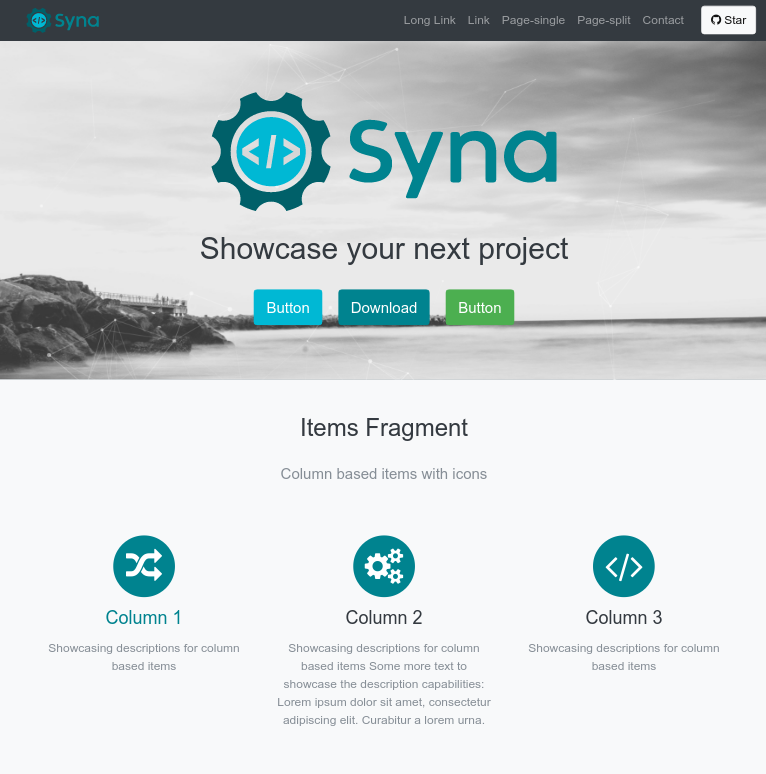 Syna
Long Link Link Page-single Page-split Contact Star
</> Syna
Showcase your next project
Button Download Button
Items Fragment
Column based items with icons
</>
Column 1
Showcasing descriptions for column
based items
Column 2
Showcasing descriptions for column
based items Some more text to
showcase the description capabilities:
Lorem ipsum dolor sit amet, consectetur
adipiscing elit. Curabitur a lorem urna.
Column 3
Showcasing descriptions for column
based items